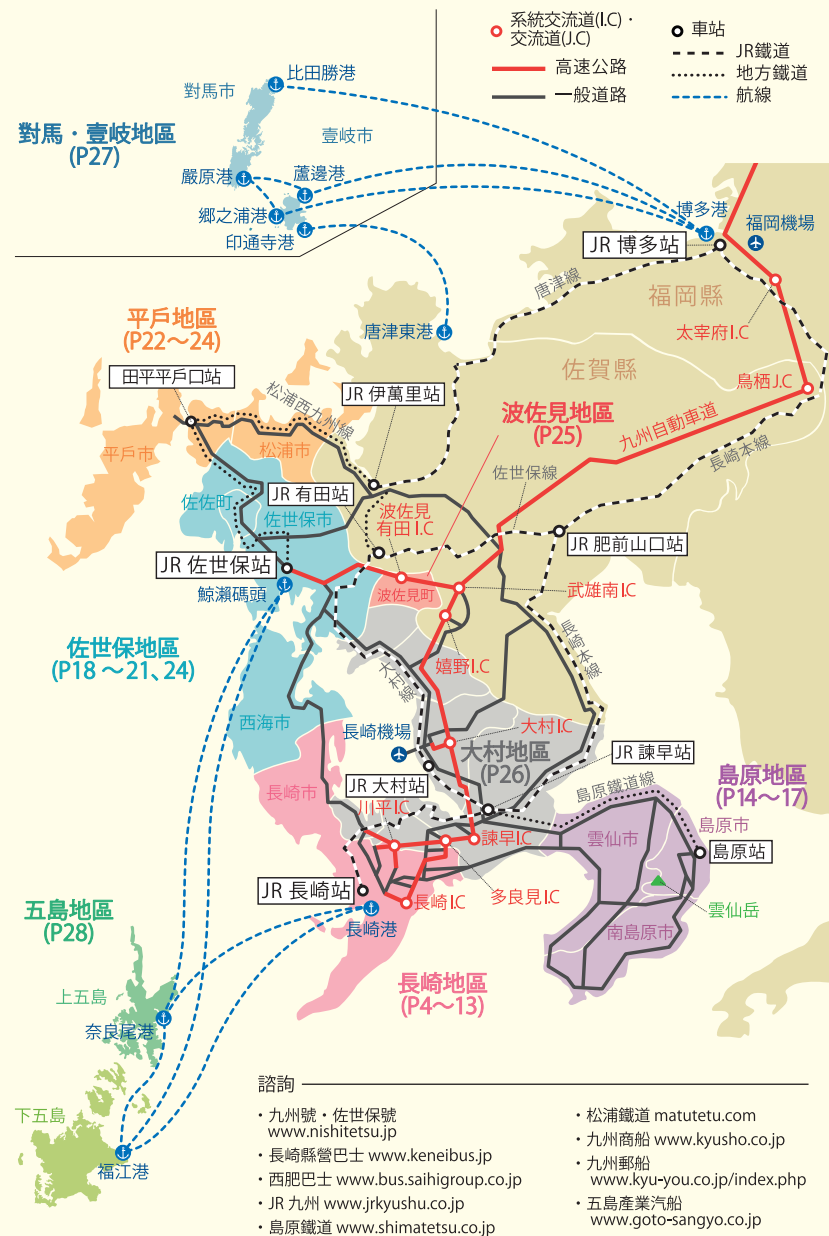 系統交流道(I.C)・
交流道(J.C)
高速公路
一般道路
車站
JR鐵道
地方鐵道
航線
對馬市
比田勝港
壹岐市
對馬・壹岐地區
(P27)
嚴原港
蘆邊港
鄉之浦港
印通寺港
博多港
福岡機場
JR 博多站
唐津線
福岡縣
太宰府I.C
唐津東港
平戶地區
(P22～24)
田平平戶口站
松浦西九州線
JR 伊萬里站
佐賀縣
鳥栖J.C
波佐見地區
(P25)
九州自動車道
長崎本線
平戶市
松浦市
佐世保線
佐佐町
JR 有田站
佐世保市
波佐見
有田 I.C
JR 肥前山口站
JR 佐世保站
鯨瀨碼頭
波佐見町
武雄南I.C
佐世保地區
(P18 ～21、24)
嬉野I.C
長崎本線
大村線
西海市
長崎機場
大村I.C
大村地區
(P26)
JR 諫早站
JR 大村站
島原鐵道線
島原地區
(P14～17)
長崎市
川平I.C
雲仙市
島原市
諫早I.C
島原站
JR 長崎站
多良見I.C
長崎I.C
雲仙岳
長崎港
南島原市
五島地區
(P28)
長崎地區
(P4～13)
上五島
奈良尾港
下五島
福江港
諮詢
・九州號・佐世保號
www.nishitetsu.jp
・長崎縣營巴士 www.keneibus.jp
・西肥巴士 www.bus.saihigroup.co.jp
・JR 九州 www.jrkyushu.co.jp
・島原鐵道 www.shimatetsu.co.jp
・松浦鐵道 matutetu.com
・九州商船 www.kyusho.co.jp
・九州郵船
www.kyu-you.co.jp/index.php
・五島產業汽船
www.goto-sangyo.co.jp